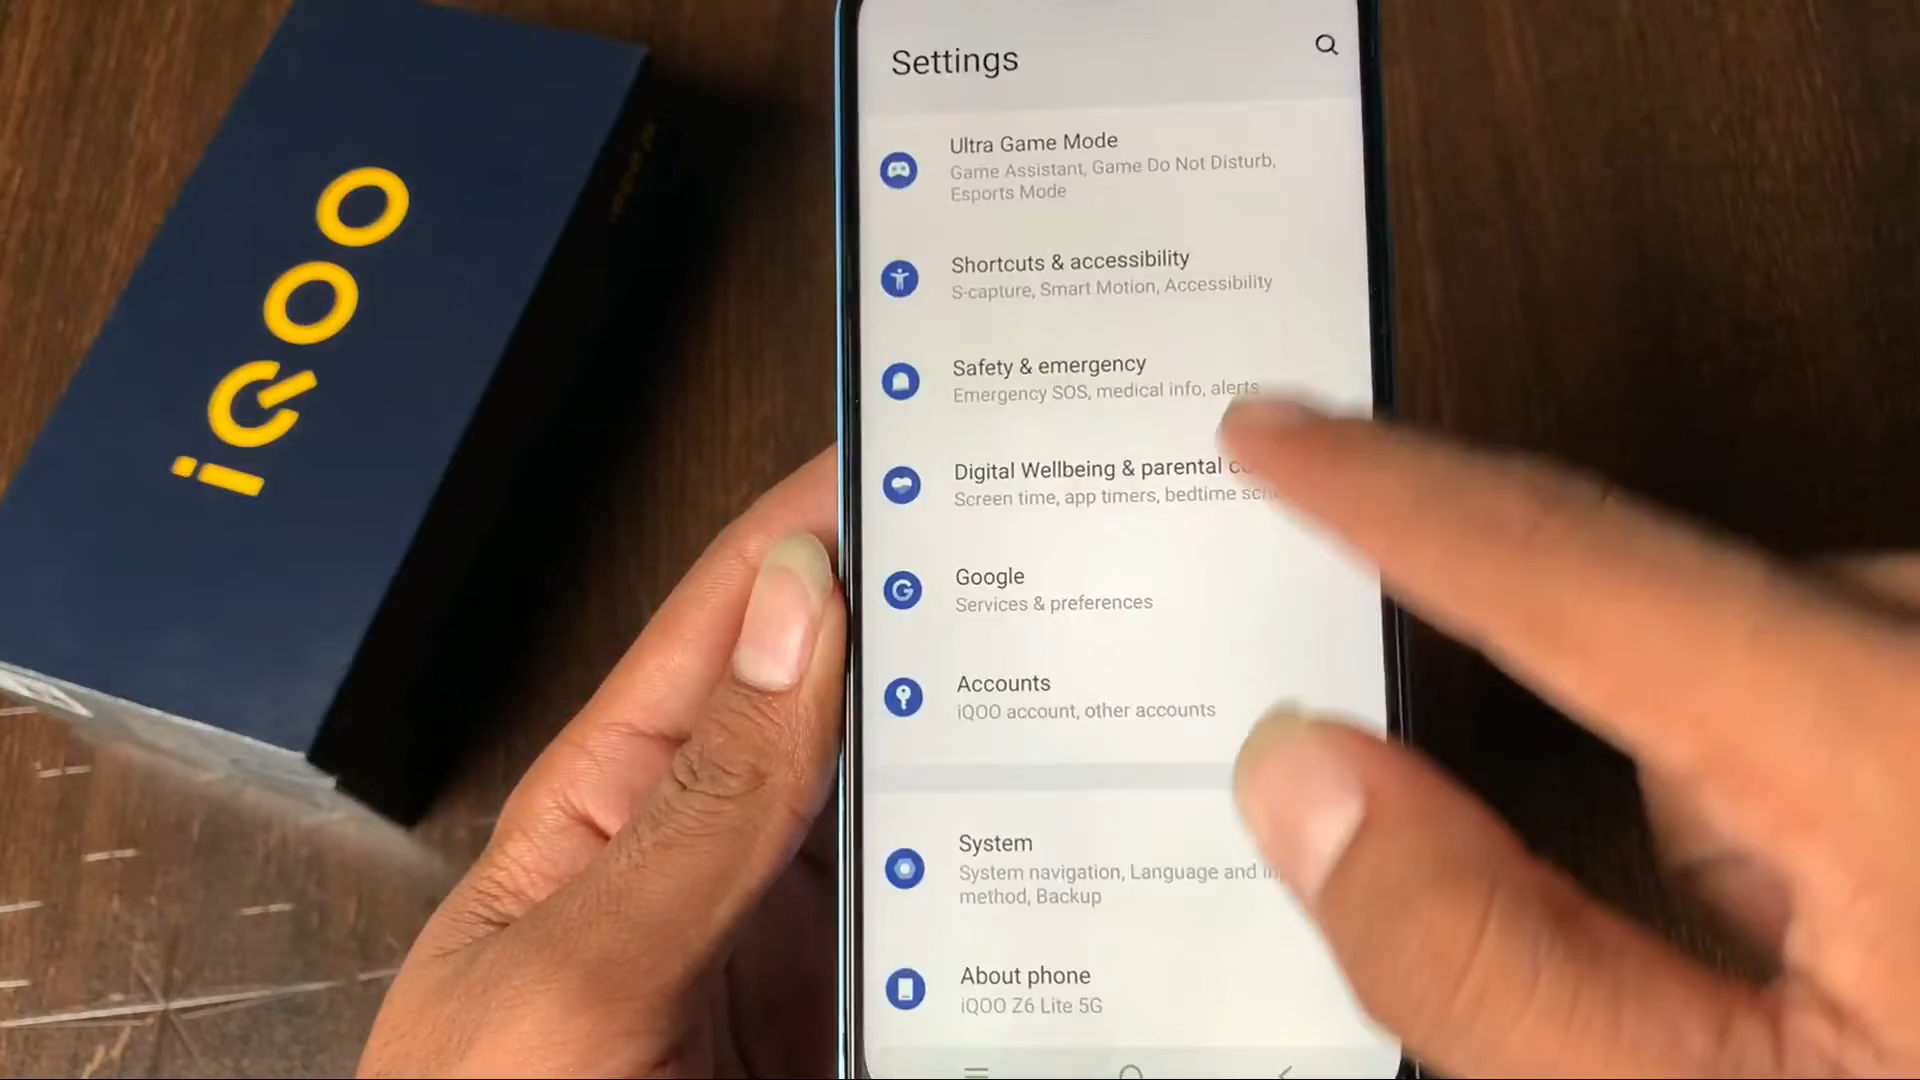 iQOO
Settings
Ultra Game Mode
Game Assistant, Game Do Not Disturb,
Esports Mode
Shortcuts & accessibility
S-capture, Smart Motion, Accessibility
Safety & emergency
Emergency SOS, medical info, alerts
Digital Wellbeing & parental
Screen time, app timers, bedtime
Google
Services & preferences
Accounts
iQOO account, other accounts
System
System navigation, Language and
method, Backup
About phone
iQOO Z6 Lite 5G